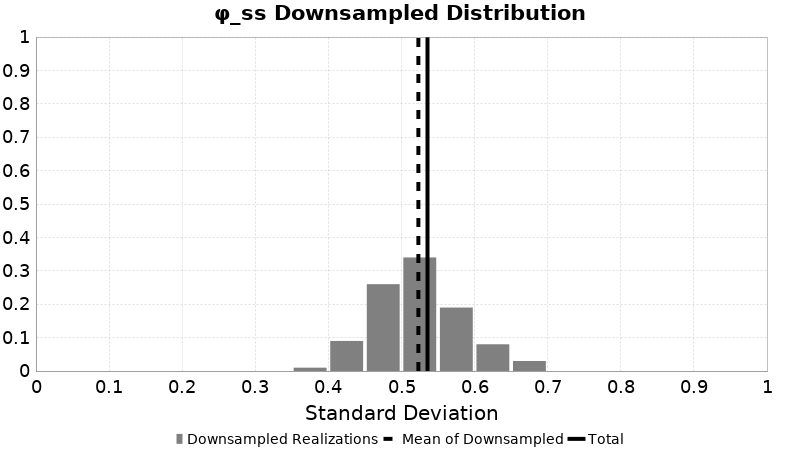 φ_ss Downsampled Distribution
1
0.9
0.8
0.7
0.6
0.5
0.4
0.3
0.2
0.1
0
0 0.1 0.2 0.3 0.4 0.5 0.6 0.7 0.8 0.9 1
Standard Deviation
Downsampled Realizations Mean of Downsampled Total